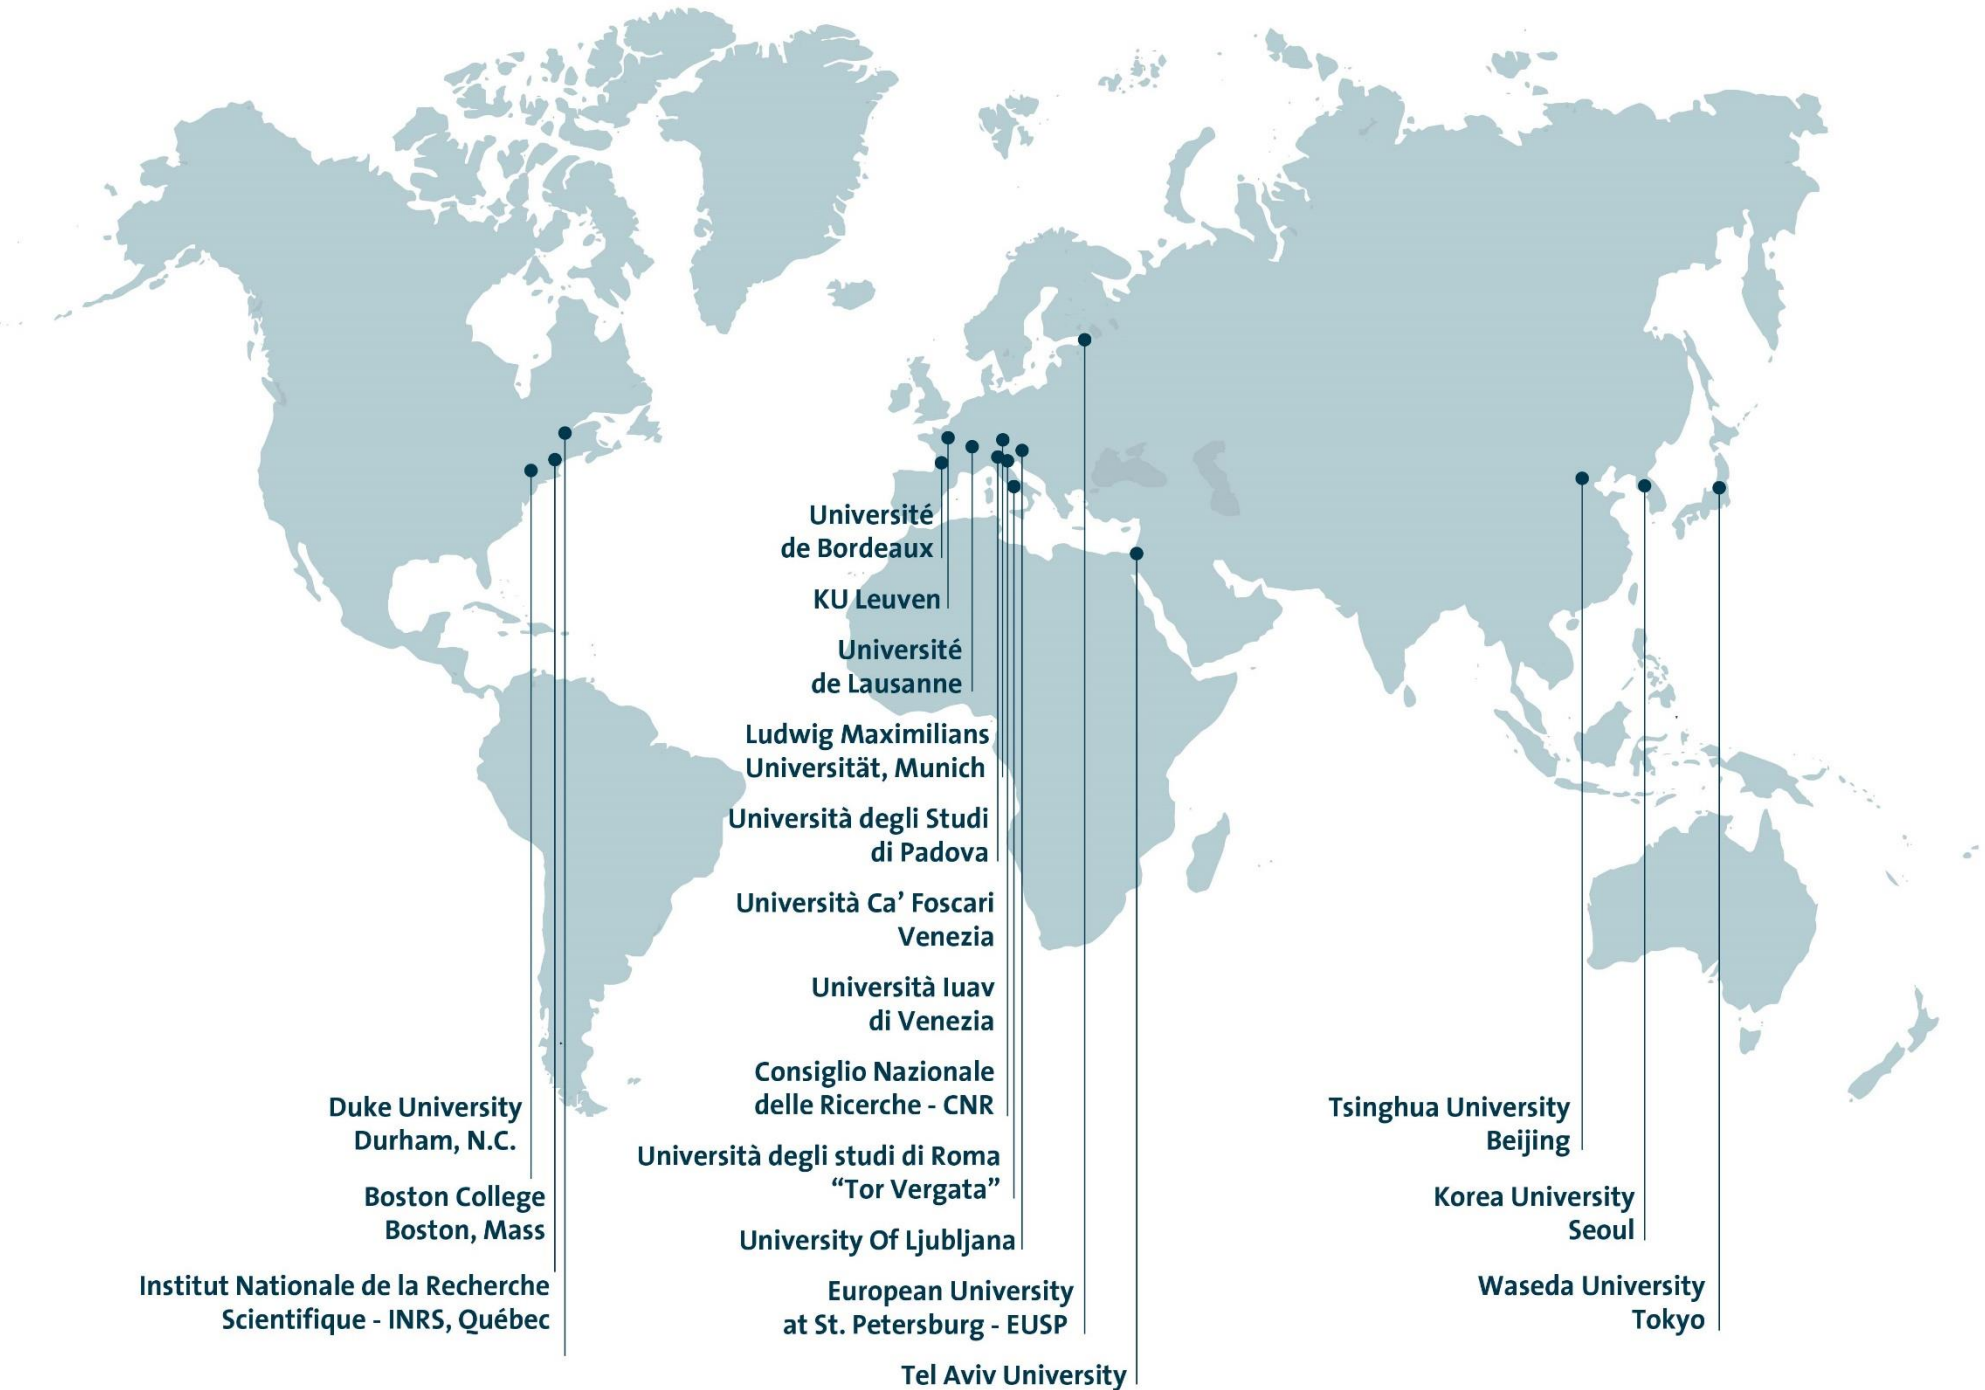 Université
de Bordeaux
KU Leuven
Université
de Lausanne
Ludwig Maximilians
Universität, Munich
Università degli Studi
di Padova
Università Ca’ Foscari
Venezia
Università Iuav
di Venezia
Consiglio Nazionale
delle Ricerche - CNR
Università degli studi di Roma
“Tor Vergata”
University Of Ljubljana
European University
at St. Petersburg - EUSP
Tel Aviv University
Duke University
Durham, N.C.
Boston College
Boston, Mass
Institut Nationale de la Recherche
Scientifique - INRS, Québec
Tsinghua University
Beijing
Korea University
Seoul
Waseda University
Tokyo